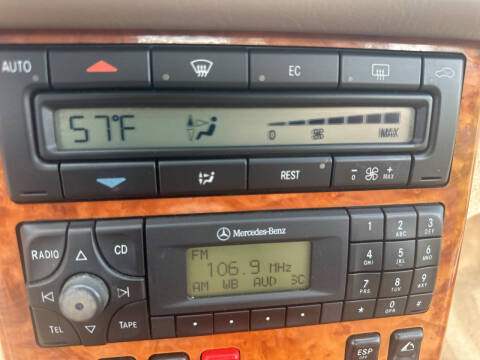 AUTO
EC
57°F
0 MAX
REST
- 0 + MAX
Mercedes-Benz
RADIO
CD
FM
106.9 MHz
AM WB AUD SC
TEL
TAPE
1 2 ABC 3 DEF
4 GHI 5 JKL 6 MNO
7 PRS 8 TUV 9 WXY
* 0 #
ESP
OFF